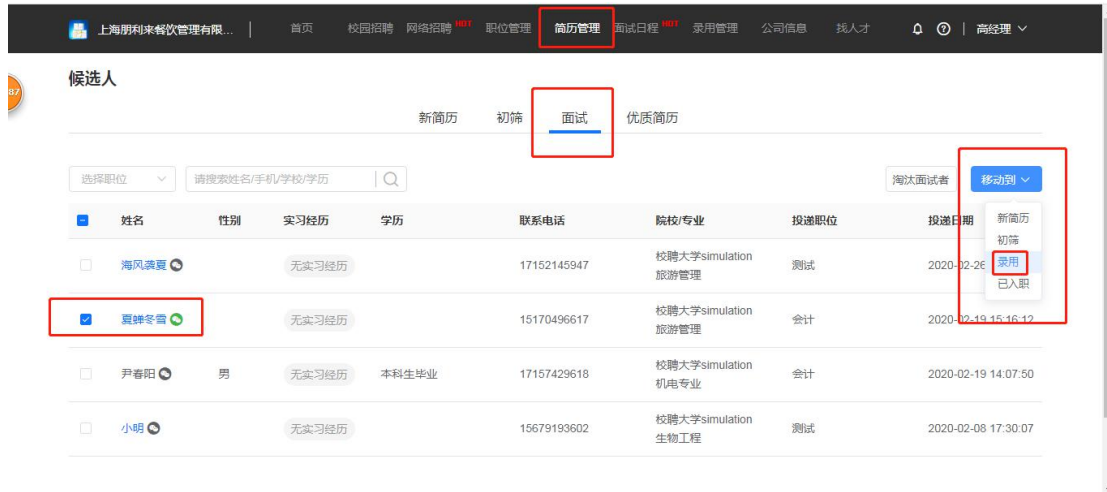 上海朋利来餐饮管理有限... 首页 校园招聘 网络招聘 HOT 职位管理 简历管理 面试日程 HOT 录用管理 公司信息 找人才 高经理
候选人
87
新简历 初筛 面试 优质简历
选择职位 请搜索姓名/手机/学校/学历 淘汰面试者 移动到
姓名 性别 实习经历 学历 联系电话 院校/专业 投递职位 投递日期
新简历
初筛
录用
已入职
海风装夏 无实习经历 17152145947 校聘大学simulation
旅游管理 测试 2020-02-26
夏蝉冬雪 无实习经历 15170496617 校聘大学simulation
旅游管理 会计 2020-02-19 15:16:12
尹春阳 男 无实习经历 本科生毕业 17157429618 校聘大学simulation
机电专业 会计 2020-02-19 14:07:50
小明 无实习经历 15679193602 校聘大学simulation
生物工程 测试 2020-02-08 17:30:07